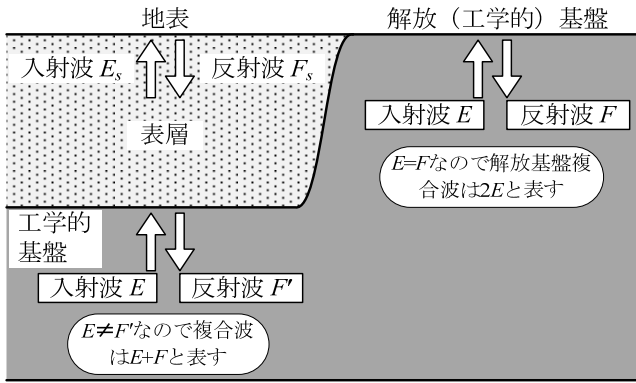 地表
解放（工学的）基盤
入射波 Es
反射波 Fs
表層
入射波 E
反射波 F
E=Fなので解放基盤複
合波は2Eと表す
工学的
基盤
入射波 E
反射波 F'
E≠F'なので複合波
はE+Fと表す